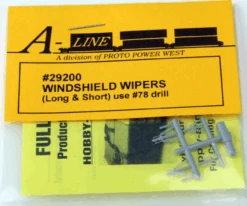 A-LINE
A division of PROTO POWER WEST
#29200
WINDSHIELD WIPERS
(Long & Short) use #78 drill
FULL
Produc
HOBBY-